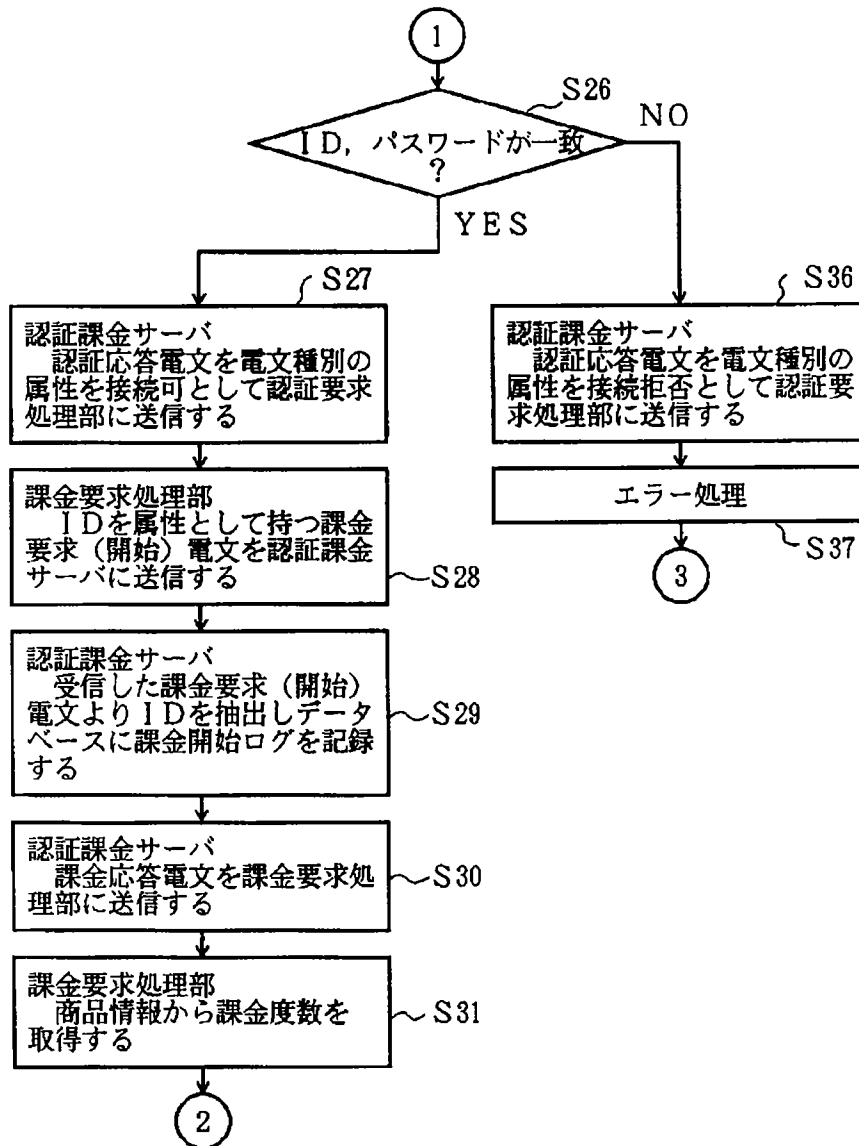 1
S26
ID，パスワードが一致
？
NO
YES
S27
認証課金サーバ
認証応答電文を電文種別の
属性を接続可として認証要求
処理部に送信する
S36
認証課金サーバ
認証応答電文を電文種別の
属性を接続拒否として認証要
求処理部に送信する
課金要求処理部
IDを属性として持つ課金
要求（開始）電文を認証課金
サーバに送信する
S28
エラー処理
S37
3
認証課金サーバ
受信した課金要求（開始）
電文よりIDを抽出しデータ
ベースに課金開始ログを記録
する
S29
認証課金サーバ
課金応答電文を課金要求処
理部に送信する
S30
課金要求処理部
商品情報から課金度数を
取得する
S31
2